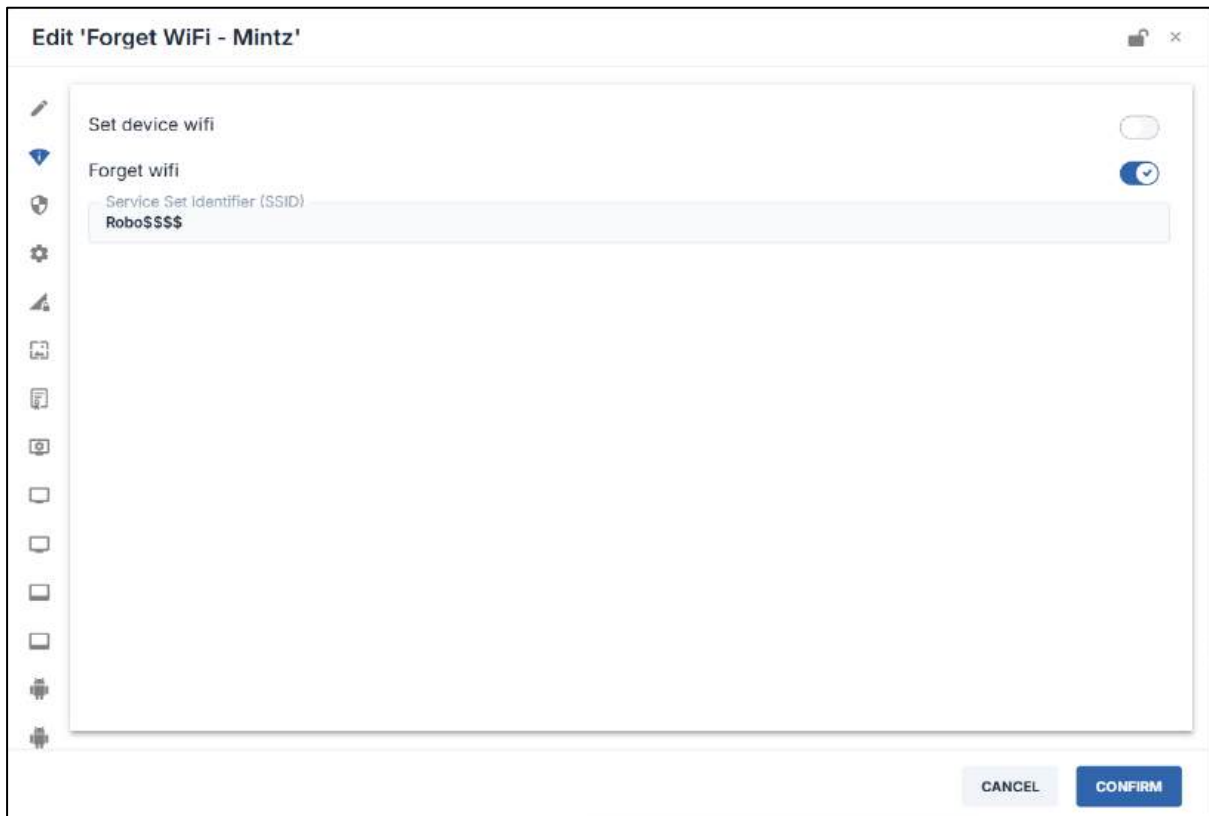 Edit 'Forget WiFi - Mintz'
Set device wifi
Forget wifi
Service Set Identifier (SSID)
Robo$$$$
CANCEL
CONFIRM